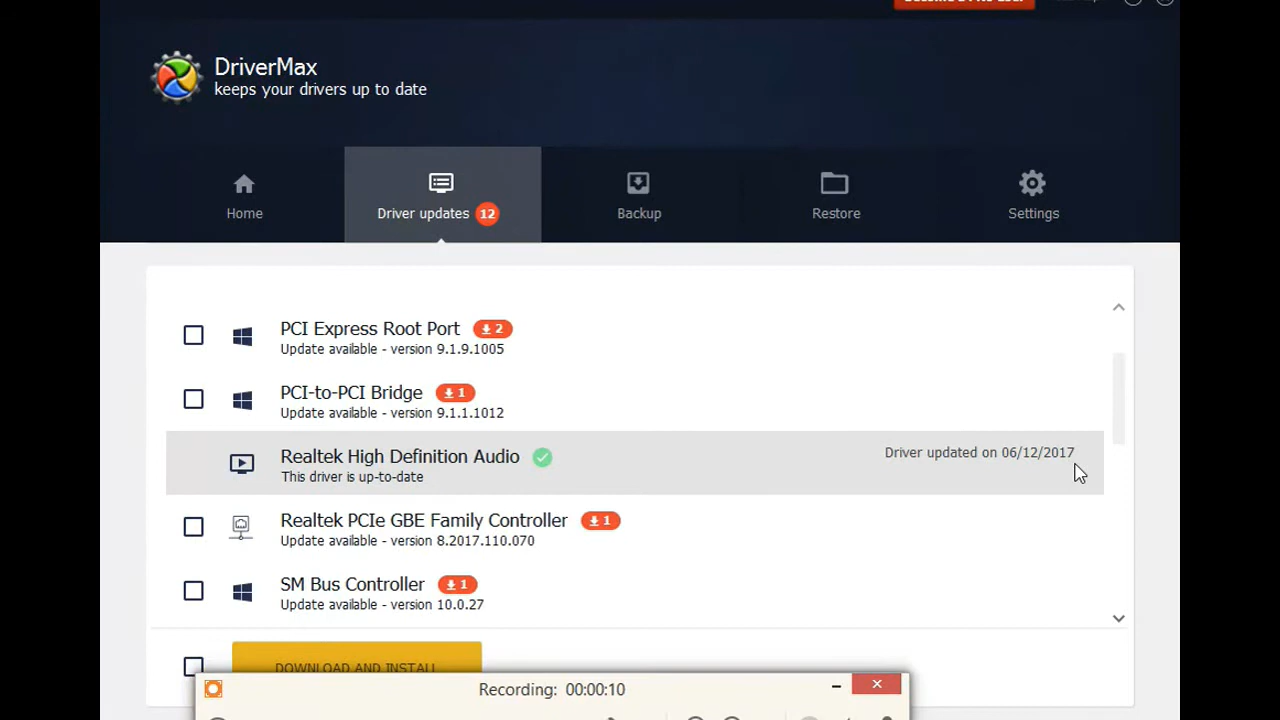 DriverMax
keeps your drivers up to date
Home
Driver updates 12
Backup
Restore
Settings
PCI Express Root Port 2
Update available - version 9.1.9.1005
PCI-to-PCI Bridge 1
Update available - version 9.1.1.1012
Realtek High Definition Audio
This driver is up-to-date
Driver updated on 06/12/2017
Realtek PCIe GBE Family Controller 1
Update available - version 8.2017.110.070
SM Bus Controller 1
Update available - version 10.0.27
DOWNLOAD AND INSTALL
Recording: 00:00:10